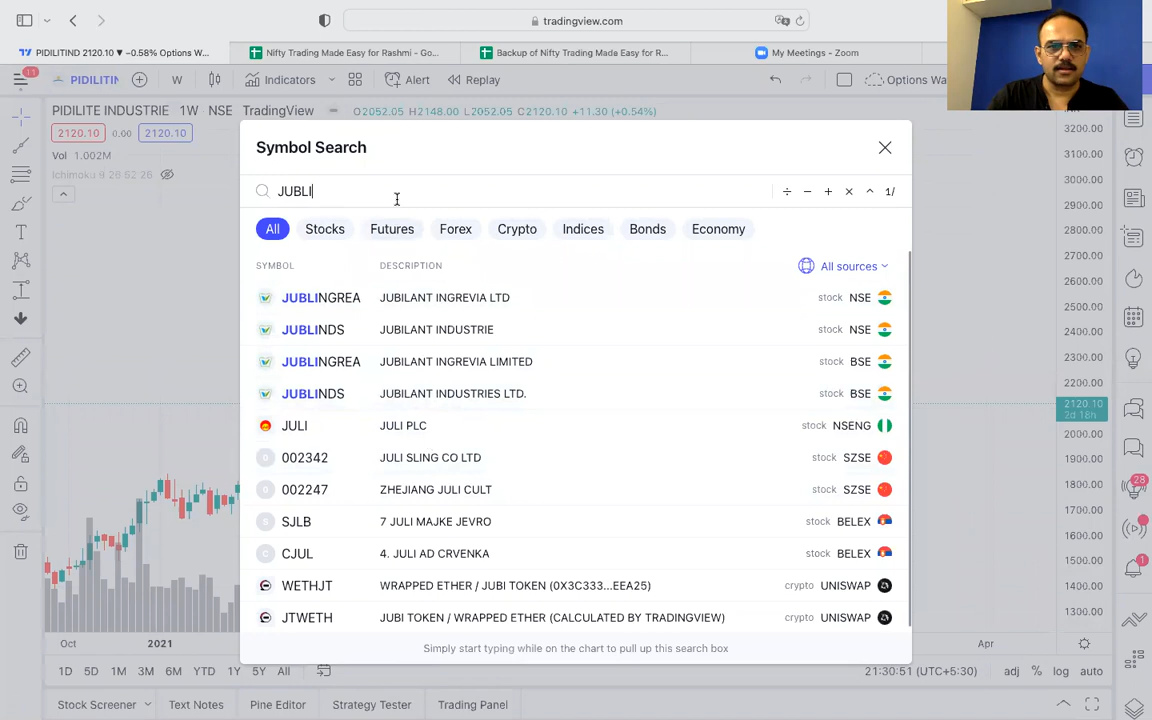 tradingview.com
PIDILITIND 2120.10 ▼ −0.58% Options W...
Nifty Trading Made Easy for Rashmi - Go...
Backup of Nifty Trading Made Easy for R...
My Meetings - Zoom
11
PIDILITIN
W
Indicators
Alert
Replay
Options Wa
PIDILITE INDUSTRIE 1W NSE TradingView
O2052.05 H2148.00 L2052.05 C2120.10 +11.30 (+0.54%)
2120.10 0.00 2120.10
Vol 1.002M
Ichimoku 9 26 52 26
Symbol Search
JUBLI
÷ − + × ^ 1/
All Stocks Futures Forex Crypto Indices Bonds Economy
SYMBOL DESCRIPTION All sources
JUBLINGREA JUBILANT INGREVIA LTD stock NSE
JUBLINDS JUBILANT INDUSTRIE stock NSE
JUBLINGREA JUBILANT INGREVIA LIMITED stock BSE
JUBLINDS JUBILANT INDUSTRIES LTD. stock BSE
JULI JULI PLC stock NSENG
002342 JULI SLING CO LTD stock SZSE
002247 ZHEJIANG JULI CULT stock SZSE
SJLB 7 JULI MAJKE JEVRO stock BELEX
CJUL 4. JULI AD CRVENKA stock BELEX
WETHJT WRAPPED ETHER / JUBI TOKEN (0X3C333...EEA25) crypto UNISWAP
JTWETH JUBI TOKEN / WRAPPED ETHER (CALCULATED BY TRADINGVIEW) crypto UNISWAP
Simply start typing while on the chart to pull up this search box
3200.00
3100.00
3000.00
2900.00
2800.00
2700.00
2600.00
2500.00
2400.00
2300.00
2200.00
2120.10
2d 18h
2000.00
1900.00
1800.00
1700.00
1600.00
1500.00
1400.00
1300.00
28
1
Oct 2021 Apr
1D 5D 1M 3M 6M YTD 1Y 5Y All
21:30:51 (UTC+5:30) adj % log auto
Stock Screener Text Notes Pine Editor Strategy Tester Trading Panel